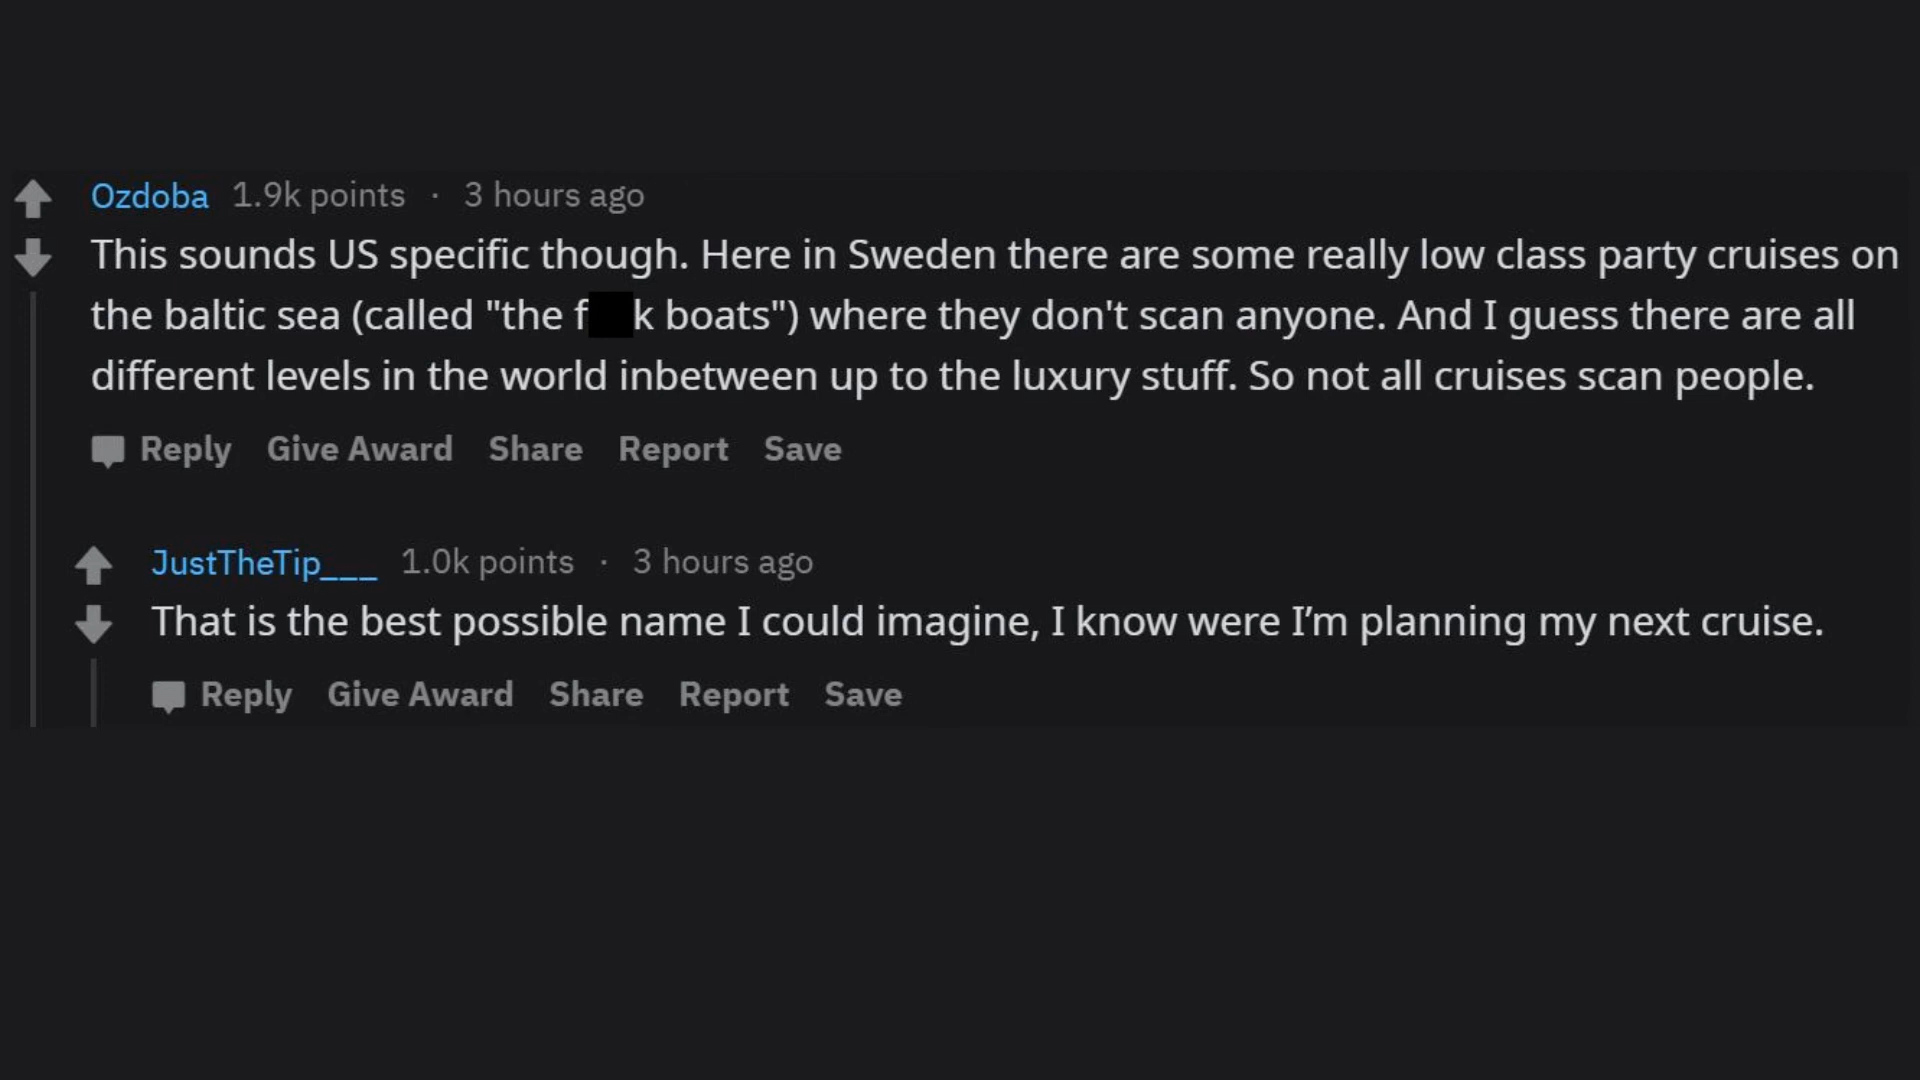 Ozdoba 1.9k points · 3 hours ago
This sounds US specific though. Here in Sweden there are some really low class party cruises on
the baltic sea (called "the f k boats") where they don't scan anyone. And I guess there are all
different levels in the world inbetween up to the luxury stuff. So not all cruises scan people.
Reply Give Award Share Report Save
JustTheTip___ 1.0k points · 3 hours ago
That is the best possible name I could imagine, I know were I’m planning my next cruise.
Reply Give Award Share Report Save